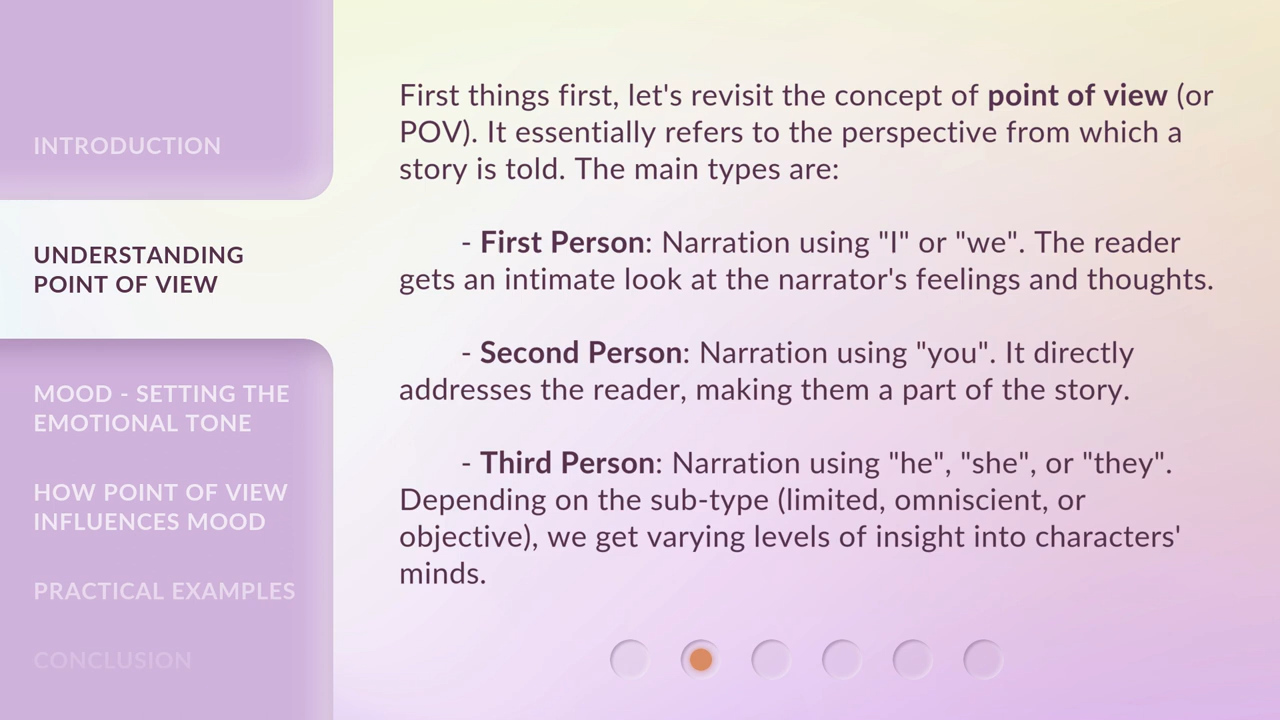 INTRODUCTION
UNDERSTANDING
POINT OF VIEW
MOOD - SETTING THE
EMOTIONAL TONE
HOW POINT OF VIEW
INFLUENCES MOOD
PRACTICAL EXAMPLES
CONCLUSION
First things first, let's revisit the concept of point of view (or
POV). It essentially refers to the perspective from which a
story is told. The main types are:
- First Person: Narration using "I" or "we". The reader
gets an intimate look at the narrator's feelings and thoughts.
- Second Person: Narration using "you". It directly
addresses the reader, making them a part of the story.
- Third Person: Narration using "he", "she", or "they".
Depending on the sub-type (limited, omniscient, or
objective), we get varying levels of insight into characters'
minds.